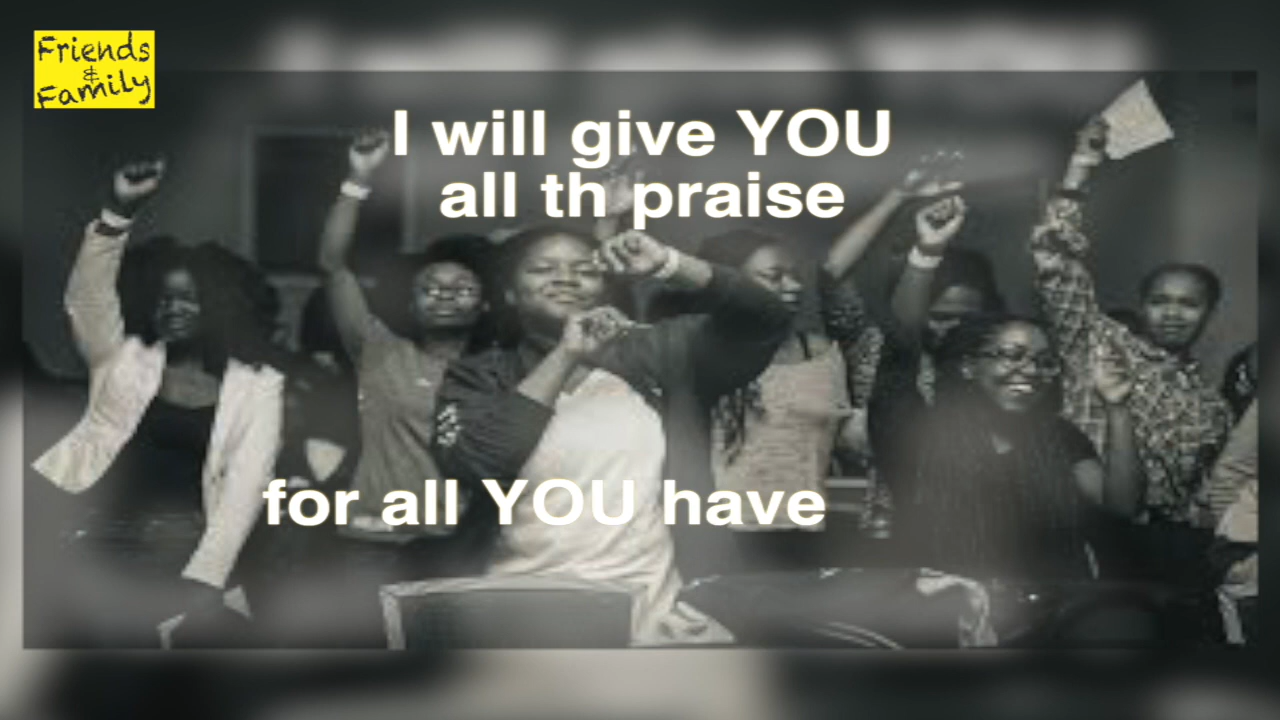 Friends
&
Family
I will give YOU
all th praise
for all YOU have